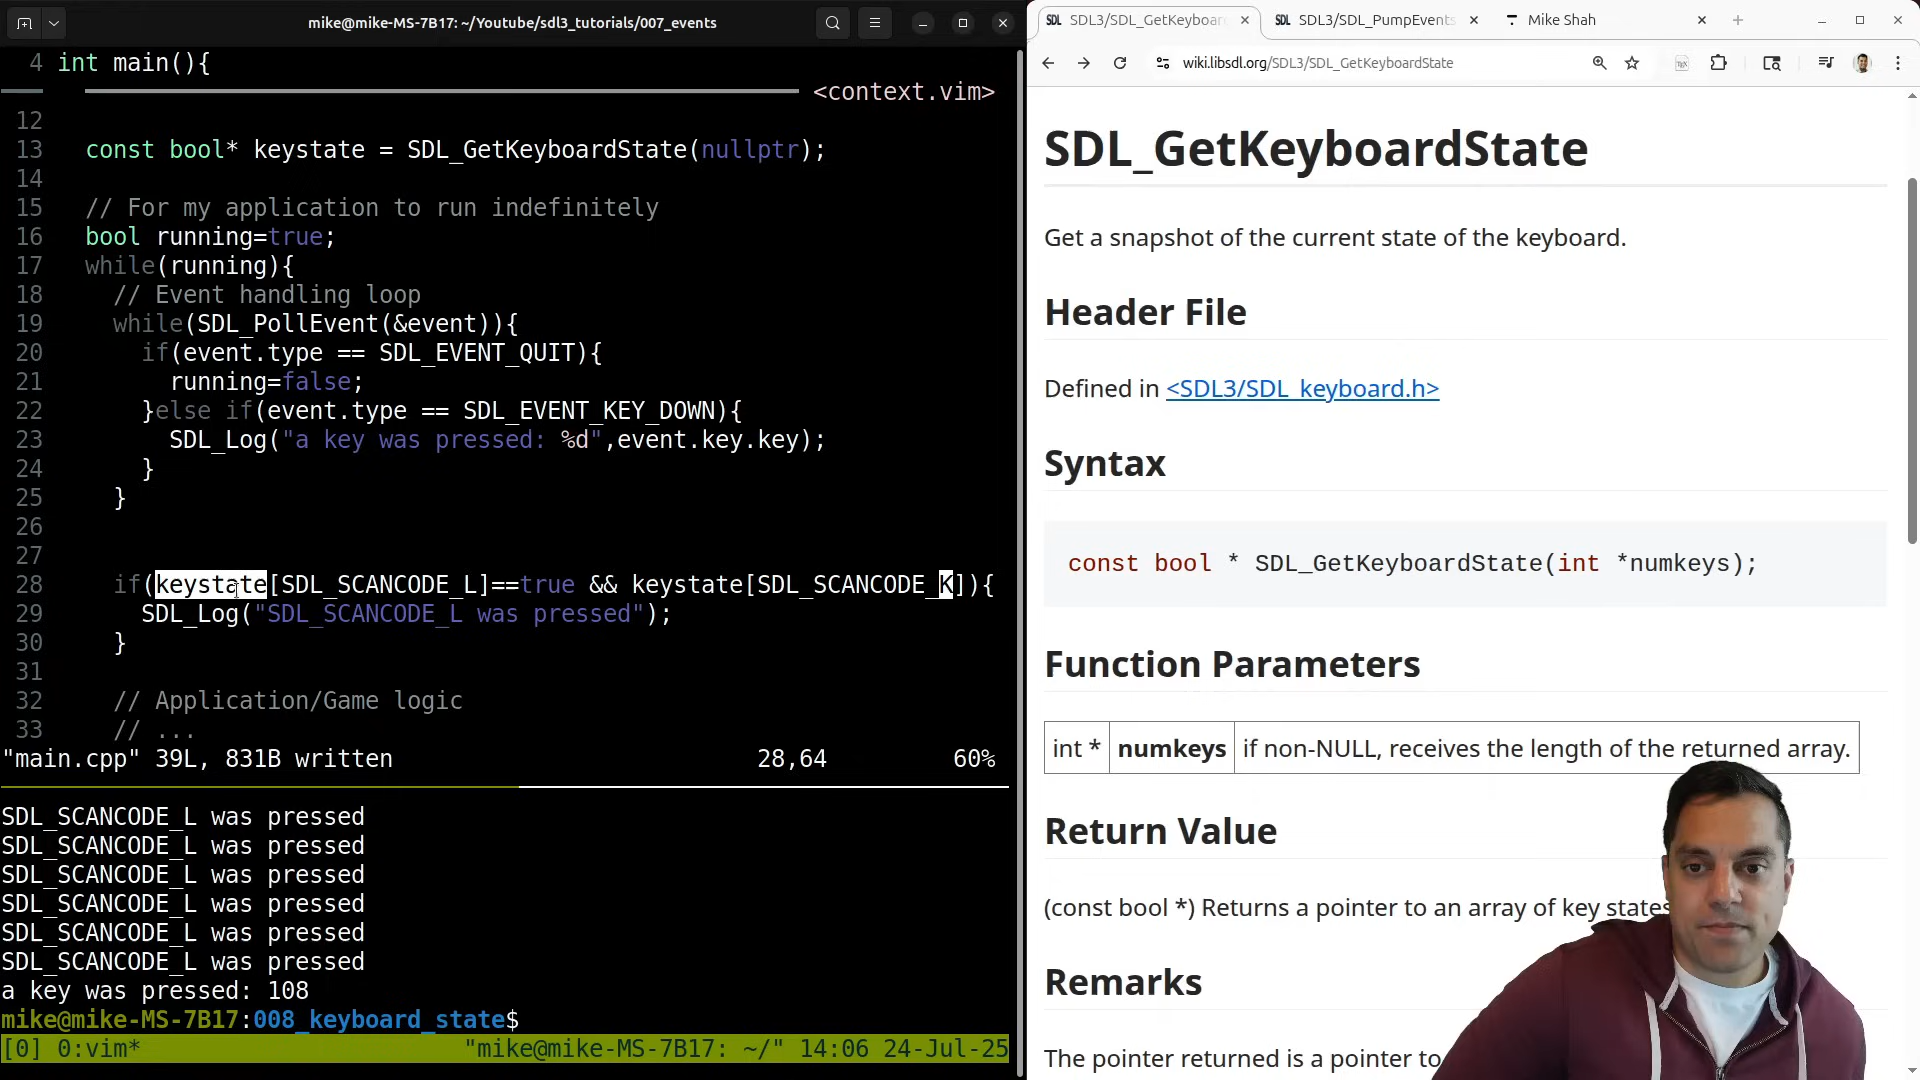 mike@mike-MS-7B17: ~/Youtube/sdl3_tutorials/007_events
4 int main(){
<context.vim>
12
13 const bool* keystate = SDL_GetKeyboardState(nullptr);
14
15 // For my application to run indefinitely
16 bool running=true;
17 while(running){
18 // Event handling loop
19 while(SDL_PollEvent(&event)){
20 if(event.type == SDL_EVENT_QUIT){
21 running=false;
22 }else if(event.type == SDL_EVENT_KEY_DOWN){
23 SDL_Log("a key was pressed: %d",event.key.key);
24 }
25 }
26
27
28 if(keystate[SDL_SCANCODE_L]==true && keystate[SDL_SCANCODE_K]){
29 SDL_Log("SDL_SCANCODE_L was pressed");
30 }
31
32 // Application/Game logic
33 // ...
"main.cpp" 39L, 831B written 28,64 60%
SDL_SCANCODE_L was pressed
SDL_SCANCODE_L was pressed
SDL_SCANCODE_L was pressed
SDL_SCANCODE_L was pressed
SDL_SCANCODE_L was pressed
SDL_SCANCODE_L was pressed
a key was pressed: 108
mike@mike-MS-7B17:008_keyboard_state$
[0] 0:vim* "mike@mike-MS-7B17: ~/" 14:06 24-Jul-25
SDL SDL3/SDL_GetKeyboar SDL SDL3/SDL_PumpEvents Mike Shah
wiki.libsdl.org/SDL3/SDL_GetKeyboardState
SDL_GetKeyboardState
Get a snapshot of the current state of the keyboard.
Header File
Defined in <SDL3/SDL_keyboard.h>
Syntax
const bool * SDL_GetKeyboardState(int *numkeys);
Function Parameters
int * numkeys if non-NULL, receives the length of the returned array.
Return Value
(const bool *) Returns a pointer to an array of key states
Remarks
The pointer returned is a pointer to